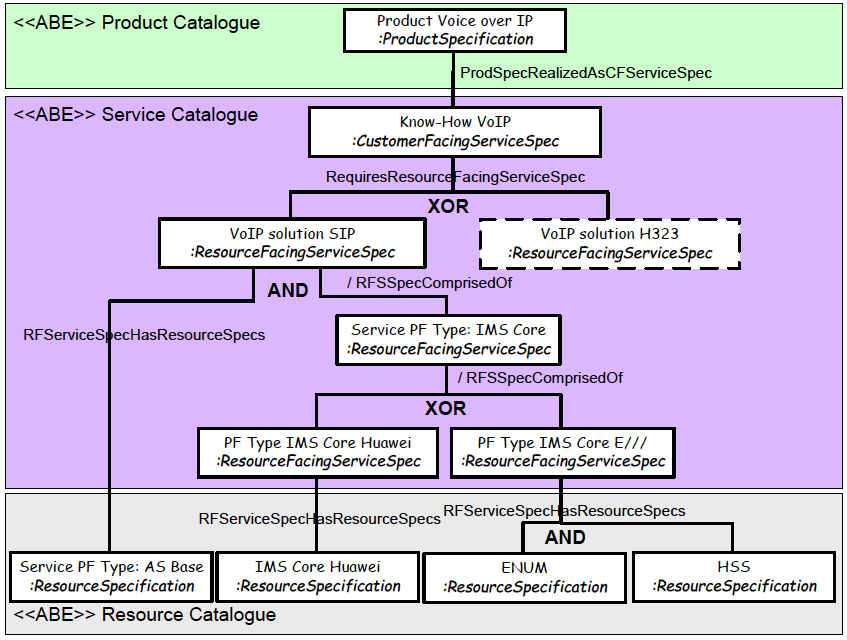 <<ABE>> Product Catalogue
Product Voice over IP
:ProductSpecification
ProdSpecRealizedAsCFServiceSpec
<<ABE>> Service Catalogue
Know-How VoIP
:CustomerFacingServiceSpec
RequiresResourceFacingServiceSpec
XOR
VoIP solution SIP
:ResourceFacingServiceSpec
VoIP solution H323
:ResourceFacingServiceSpec
AND
/ RFSSpecComprisedOf
RFServiceSpecHasResourceSpecs
Service PF Type: IMS Core
:ResourceFacingServiceSpec
/ RFSSpecComprisedOf
XOR
PF Type IMS Core Huawei
:ResourceFacingServiceSpec
PF Type IMS Core E///
:ResourceFacingServiceSpec
RFServiceSpecHasResourceSpecs
RFServiceSpecHasResourceSpecs
AND
Service PF Type: AS Base
:ResourceSpecification
IMS Core Huawei
:ResourceSpecification
ENUM
:ResourceSpecification
HSS
:ResourceSpecification
<<ABE>> Resource Catalogue